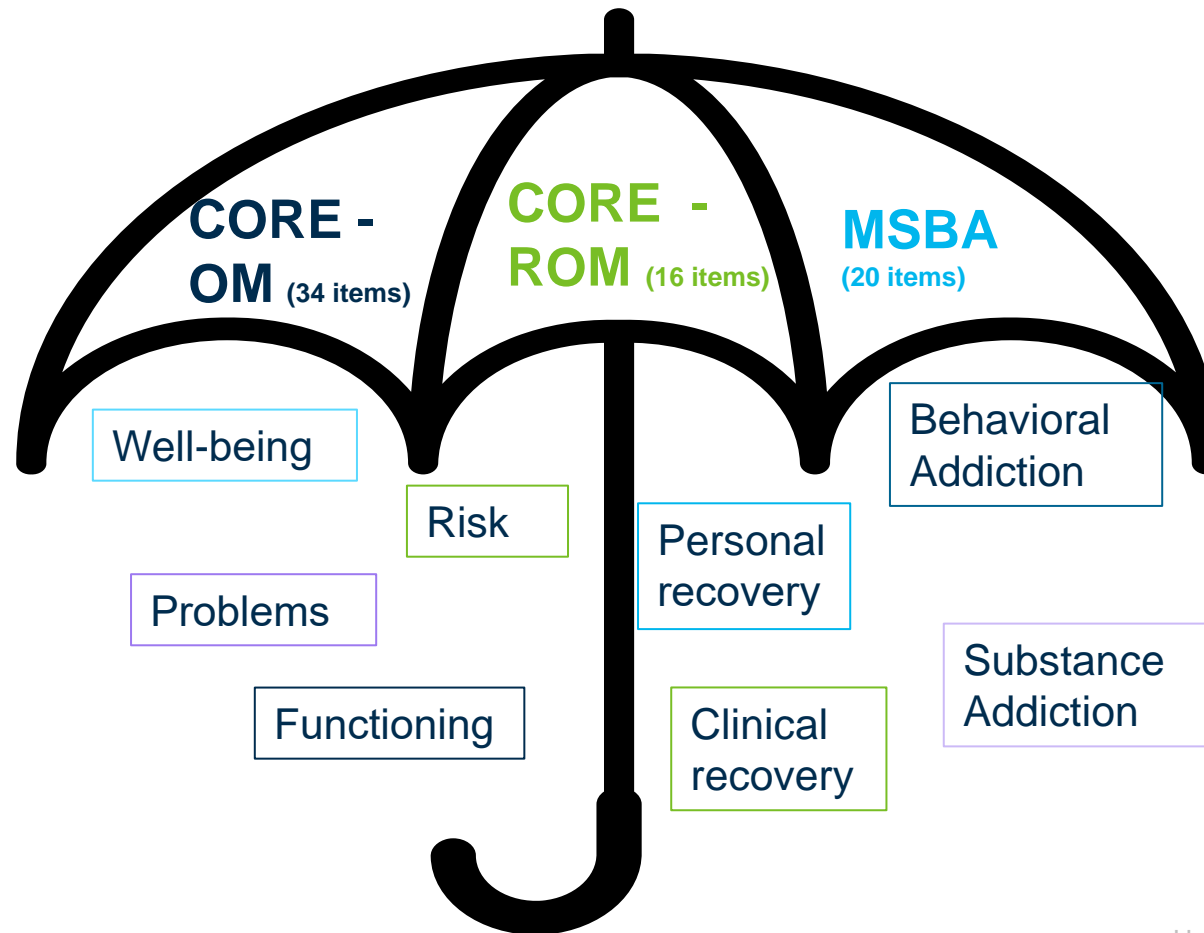 CORE -
OM (34 items)
CORE -
ROM (16 items)
MSBA
(20 items)
Well-being
Risk
Problems
Functioning
Personal
recovery
Clinical
recovery
Behavioral
Addiction
Substance
Addiction